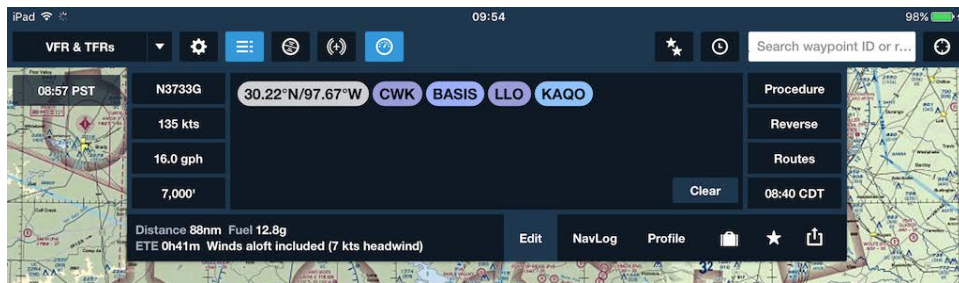 iPad 09:54 98%
VFR & TFRs Search waypoint ID or r...
08:57 PST N3733G 30.22°N/97.67°W CWK BASIS LLO KAQO Procedure
135 kts Reverse
16.0 gph Routes
7,000' Clear 08:40 CDT
Distance 88nm Fuel 12.8g
ETE 0h41m Winds aloft included (7 kts headwind) Edit NavLog Profile
32